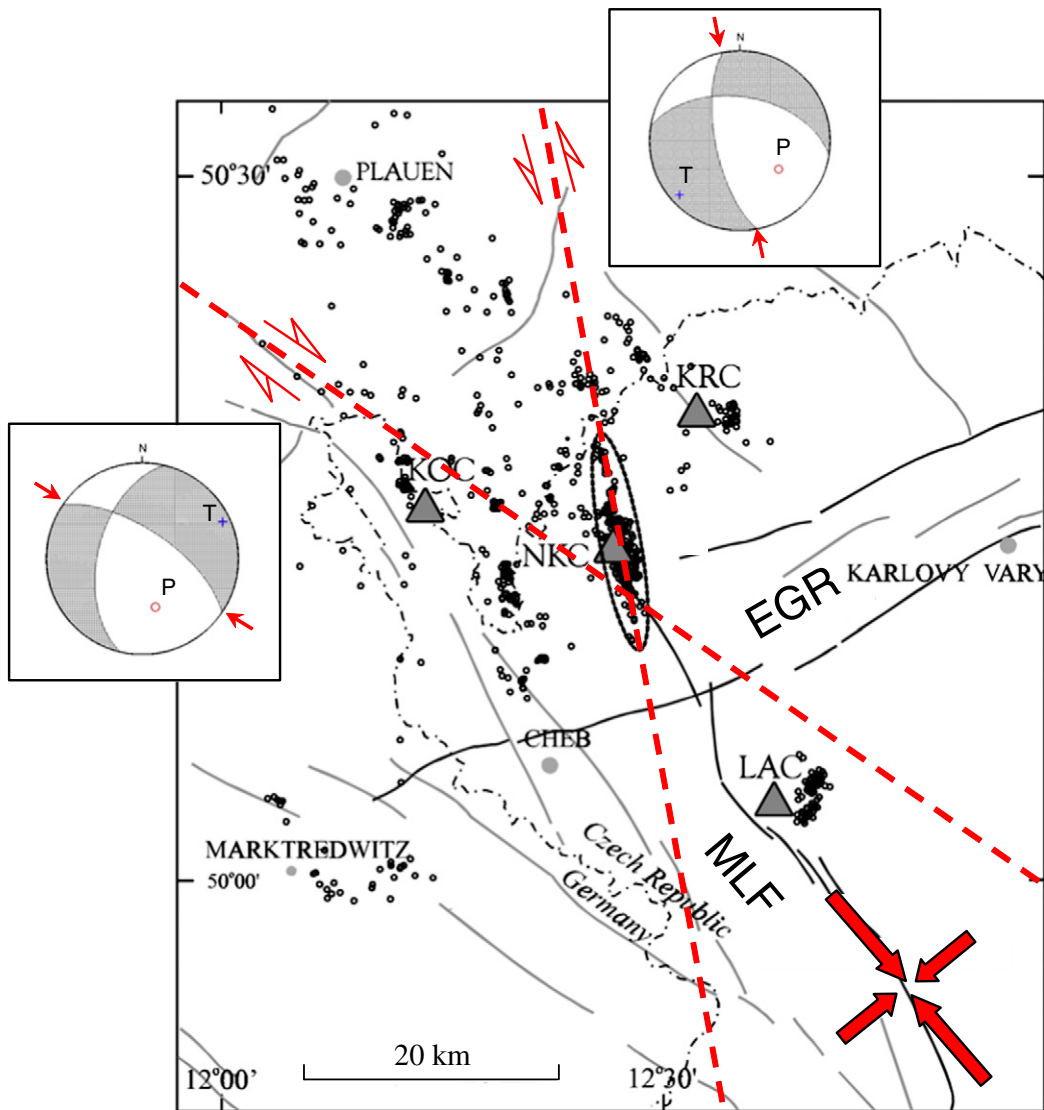 N
P
T
50°30'
PLAUEN
KRC
N
KOC
T
NKC
P
KARLOVY VARY
EGR
CHEB
LAC
Czech Republic
MARKTREDWITZ
Germany
MLF
50°00'
20 km
12°00’
12°30'